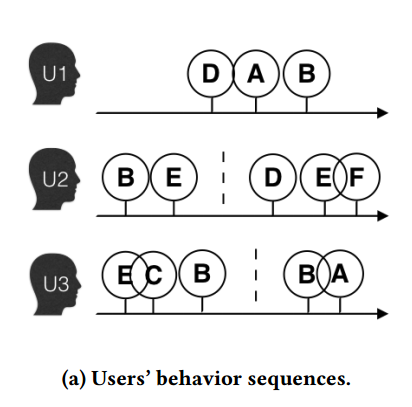 U1 D A B
U2 B E D E F
U3 E C B B A
(a) Users' behavior sequences.